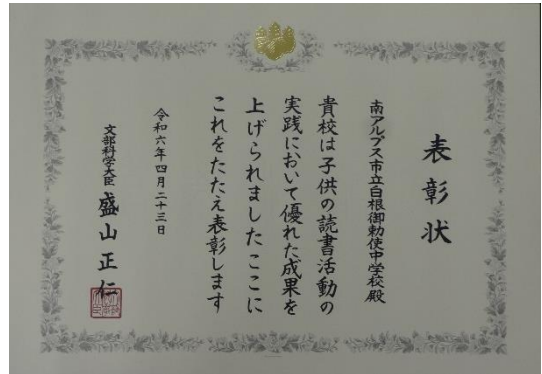 表彰状
南アルプス市立白根御勅使中学校殿
貴校は子供の読書活動の
実践において優れた成果を
上げられましたここに
これをたたえ表彰します
令和六年四月二十三日
文部科学大臣 盛山正仁